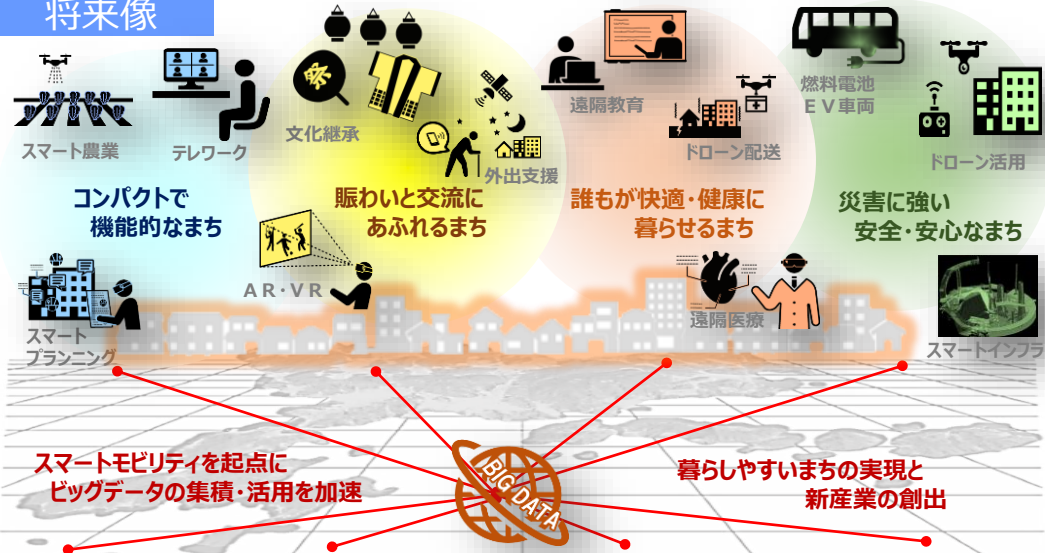 将来像
スマート農業
テレワーク
文化継承
祭
外出支援
遠隔教育
ドローン配送
燃料電池
ＥＶ車両
ドローン活用
コンパクトで
機能的なまち
賑わいと交流に
あふれるまち
誰もが快適・健康に
暮らせるまち
災害に強い
安全・安心なまち
スマート
プランニング
ＡＲ・ＶＲ
遠隔医療
スマートインフラ
スマートモビリティを起点に
ビッグデータの集積・活用を加速
BIG DATA
暮らしやすいまちの実現と
新産業の創出